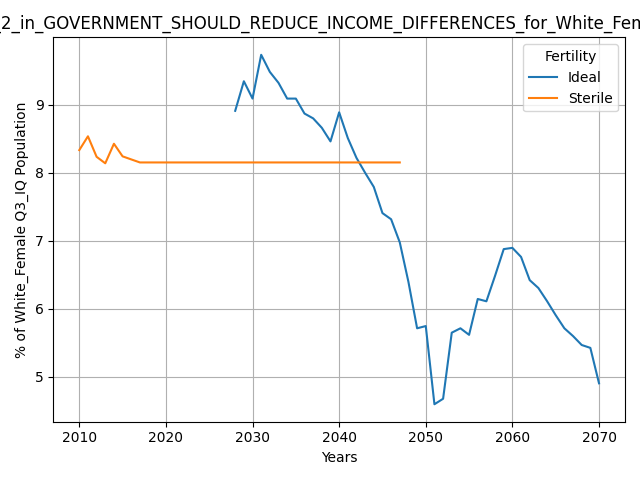 _2_in_GOVERNMENT_SHOULD_REDUCE_INCOME_DIFFERENCES_for_White_Fem
Fertility
Ideal
Sterile
% of White_Female Q3_IQ Population
9
8
7
6
5
2010 2020 2030 2040 2050 2060 2070
Years